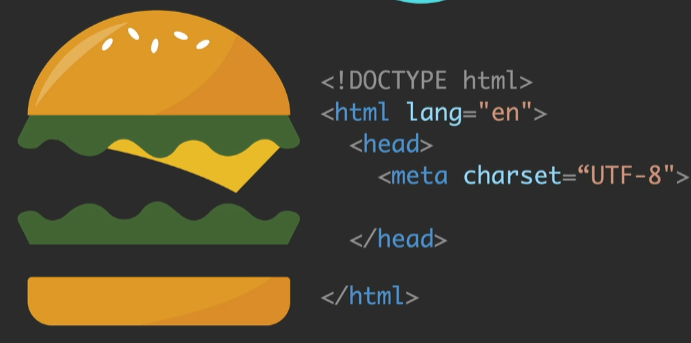 <!DOCTYPE html>
<html lang="en">
<head>
<meta charset=“UTF-8">
</head>
</html>